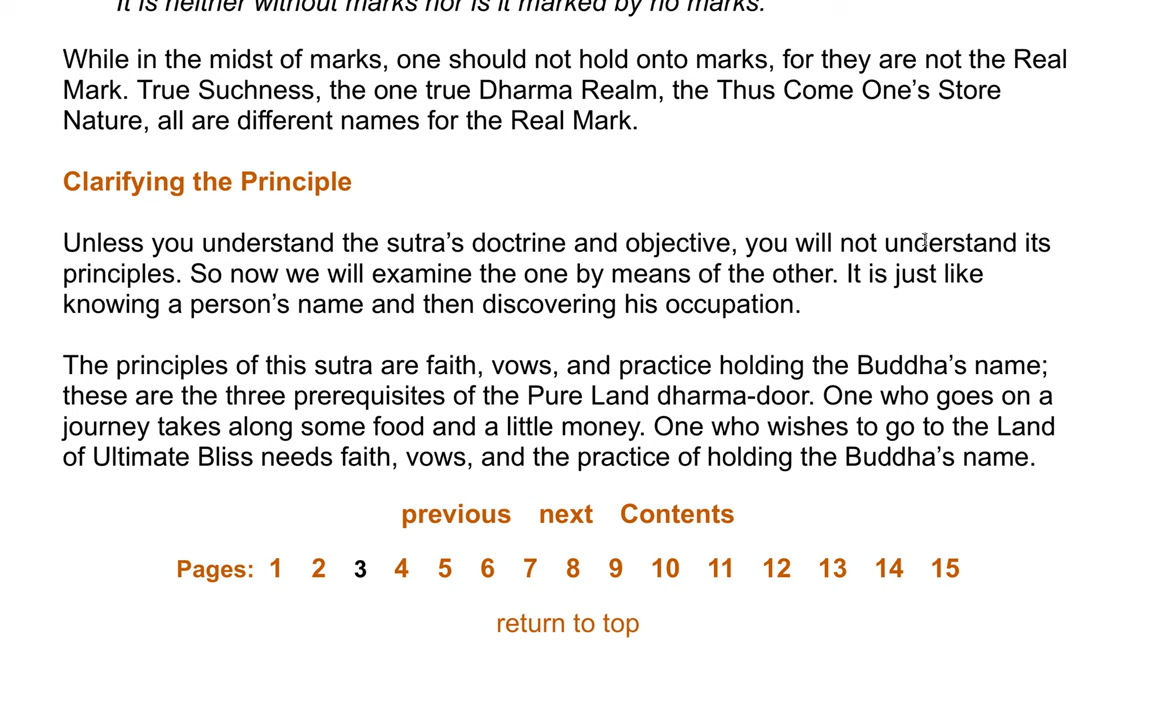 It is neither without marks nor is it marked by no marks.
While in the midst of marks, one should not hold onto marks, for they are not the Real
Mark. True Suchness, the one true Dharma Realm, the Thus Come One’s Store
Nature, all are different names for the Real Mark.
Clarifying the Principle
Unless you understand the sutra’s doctrine and objective, you will not understand its
principles. So now we will examine the one by means of the other. It is just like
knowing a person’s name and then discovering his occupation.
The principles of this sutra are faith, vows, and practice holding the Buddha’s name;
these are the three prerequisites of the Pure Land dharma-door. One who goes on a
journey takes along some food and a little money. One who wishes to go to the Land
of Ultimate Bliss needs faith, vows, and the practice of holding the Buddha’s name.
previous next Contents
Pages: 1 2 3 4 5 6 7 8 9 10 11 12 13 14 15
return to top